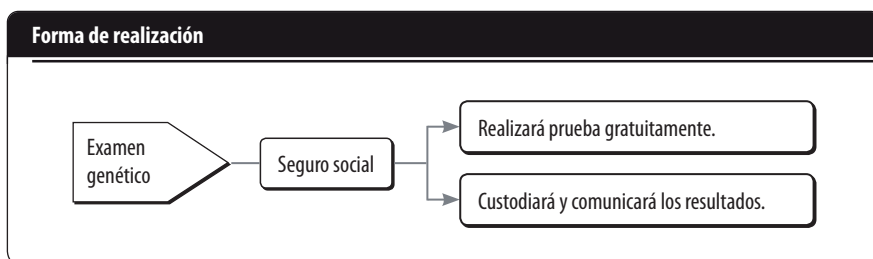 Forma de realización
Examen
genético
Seguro social
Realizará prueba gratuitamente.
Custodiará y comunicará los resultados.